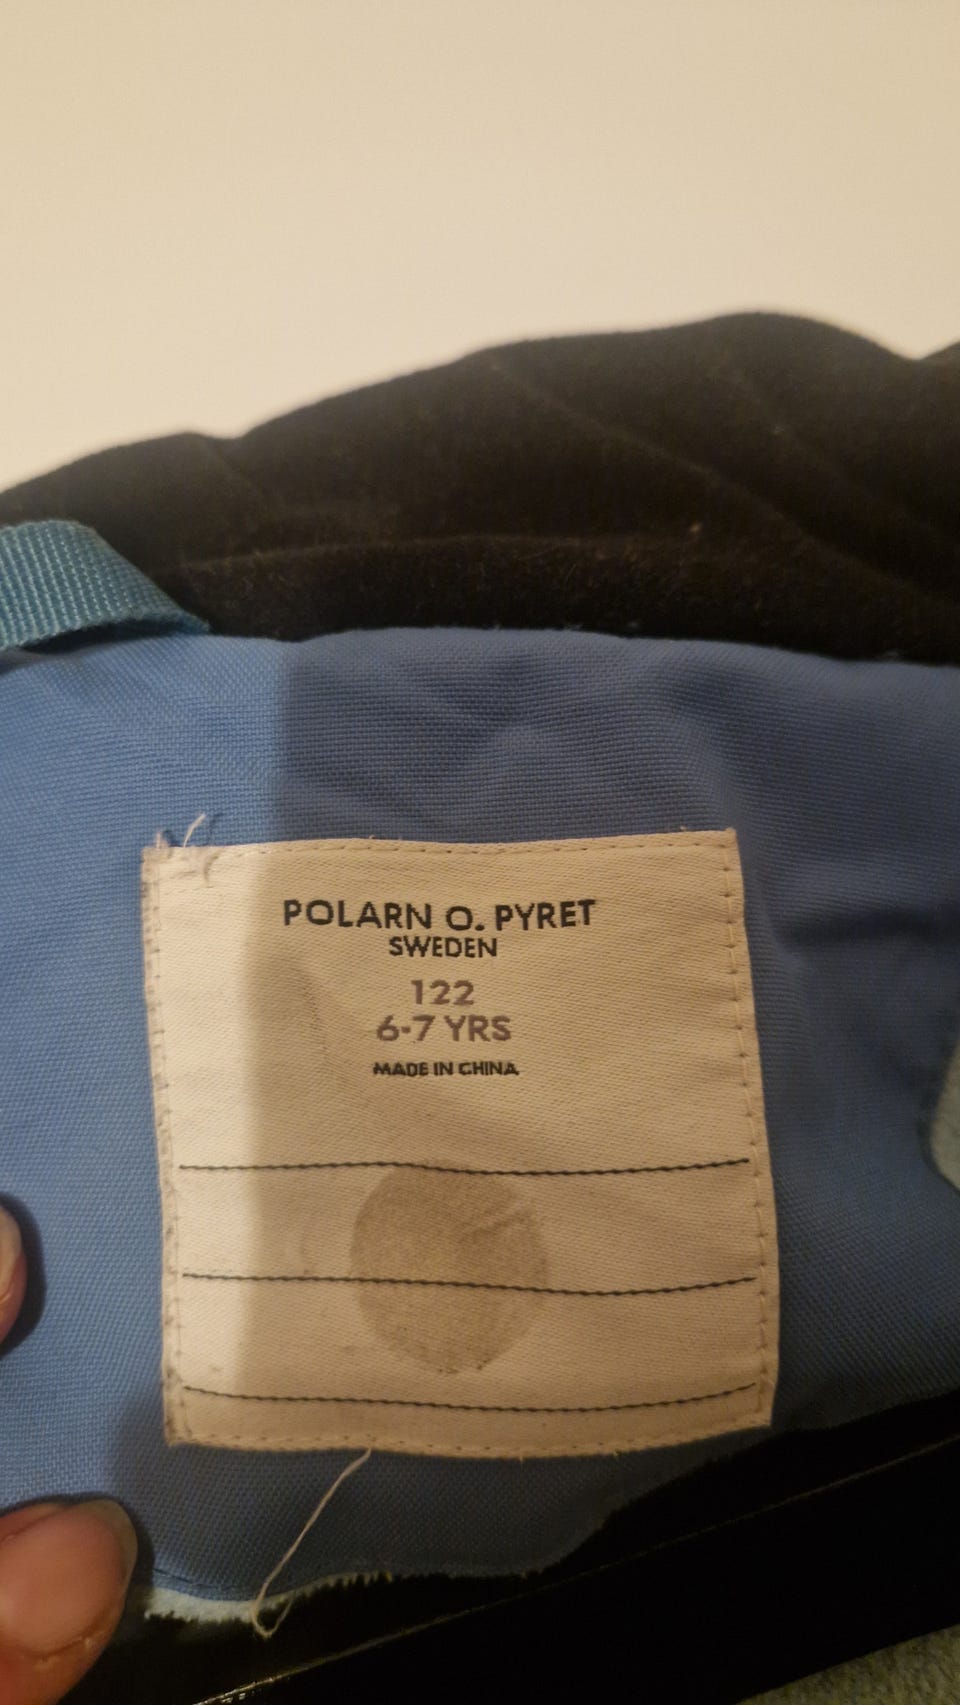 POLARN O. PYRET
SWEDEN
122
6-7 YRS
MADE IN CHINA